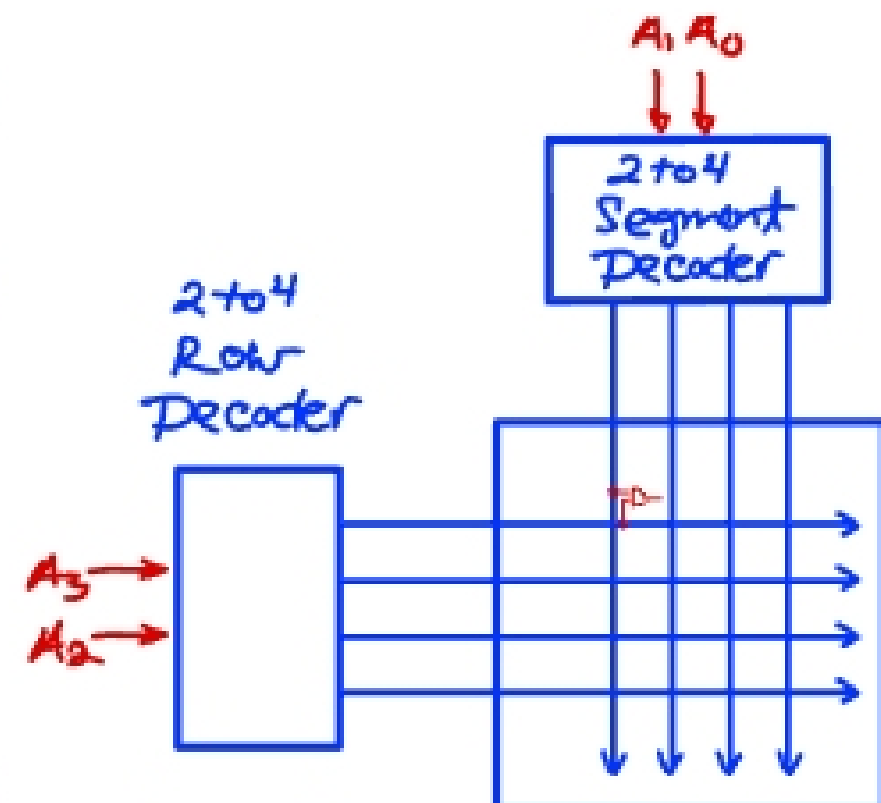 A₁ A₀
2 to 4
Segment
Decoder
2 to 4
Row
Decoder
A₃
A₂